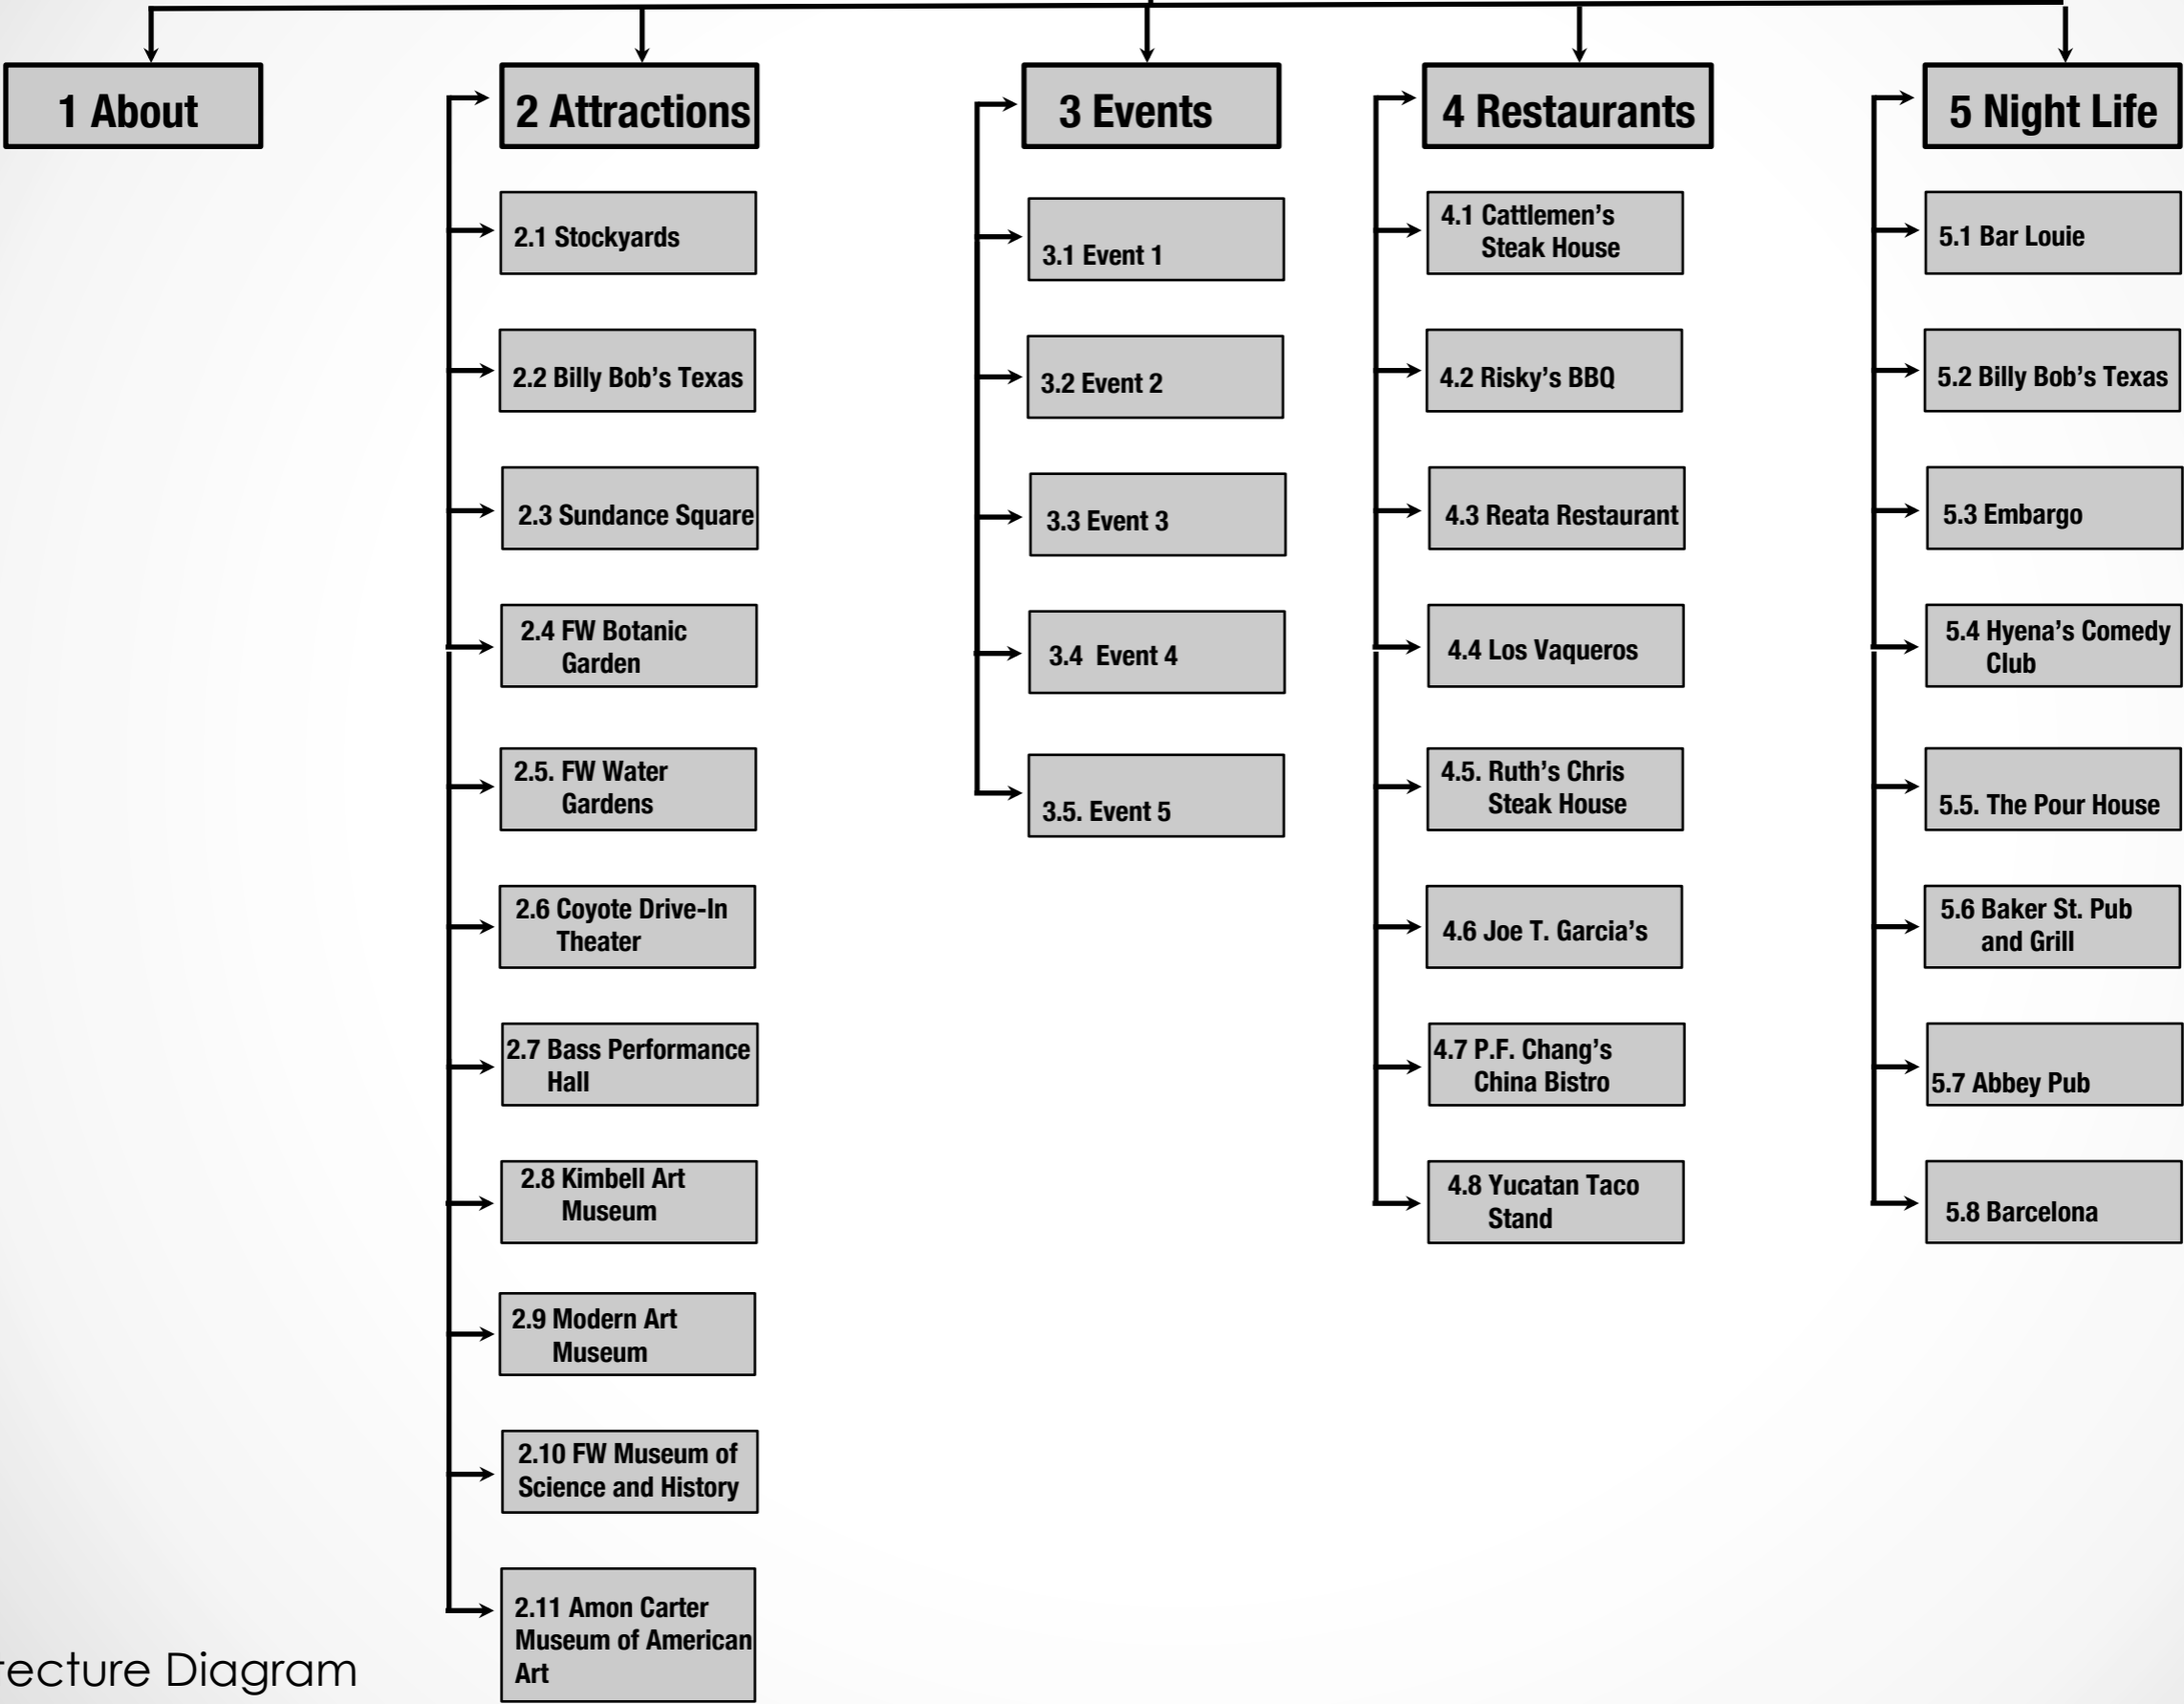 1 About
2 Attractions
2.1 Stockyards
2.2 Billy Bob's Texas
2.3 Sundance Square
2.4 FW Botanic
Garden
2.5. FW Water
Gardens
2.6 Coyote Drive-In
Theater
2.7 Bass Performance
Hall
2.8 Kimbell Art
Museum
2.9 Modern Art
Museum
2.10 FW Museum of
Science and History
2.11 Amon Carter
Museum of American
Art
3 Events
3.1 Event 1
3.2 Event 2
3.3 Event 3
3.4 Event 4
3.5. Event 5
4 Restaurants
4.1 Cattlemen's
Steak House
4.2 Risky's BBQ
4.3 Reata Restaurant
4.4 Los Vaqueros
4.5. Ruth's Chris
Steak House
4.6 Joe T. Garcia's
4.7 P.F. Chang's
China Bistro
4.8 Yucatan Taco
Stand
5 Night Life
5.1 Bar Louie
5.2 Billy Bob's Texas
5.3 Embargo
5.4 Hyena's Comedy
Club
5.5. The Pour House
5.6 Baker St. Pub
and Grill
5.7 Abbey Pub
5.8 Barcelona
tecture Diagram